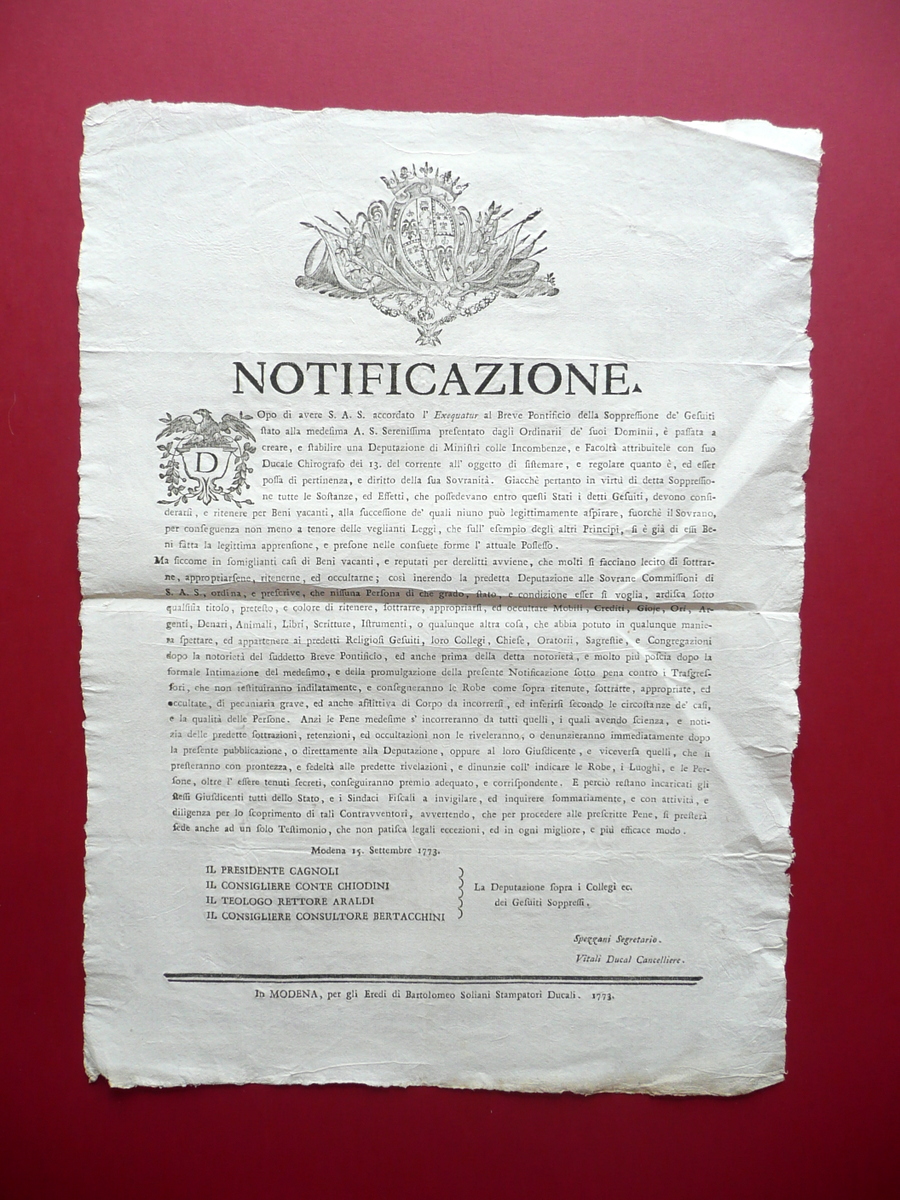 NOTIFICAZIONE.
DOpo di avere S. A. S. accordato l' Exequatur al Breve Pontificio della Soppreſſione de' Geſuiti
ſtato alla medeſima A. S. Sereniſſima preſentato dagli Ordinarii de' ſuoi Dominii, è paſſata a
creare, e ſtabilire una Deputazione di Miniſtri colle Incombenze, e Facoltà attribuitele con ſuo
Ducale Chirografo dei 13. del corrente all' oggetto di ſiſtemare, e regolare quanto è, ed eſſer
poſſa di pertinenza, e diritto della ſua Sovranità. Giacchè pertanto in virtù di detta Soppreſſio-
ne tutte le Soſtanze, ed Effetti, che poſſedevano entro queſti Stati i detti Geſuiti, devono conſi-
derarſi, e ritenere per Beni vacanti, alla ſucceſſione de' quali niuno può legittimamente aſpirare, fuorchè il Sovrano,
per conſeguenza non meno a tenore delle veglianti Leggi, che ſull' eſempio degli altri Principi, ſi è già di eſſi Be-
ni fatta la legittima apprenſione, e preſone nelle conſuete forme l' attuale Poſſeſſo.
Ma ſiccome in ſomiglianti caſi di Beni vacanti, e reputati per derelitti avviene, che molti ſi facciano lecito di ſottrar-
ne, appropriarſene, ritenerne, ed occultarne; così inerendo la predetta Deputazione alle Sovrane Commiſſioni di
S. A. S., ordina, e preſcrive, che niſſuna Perſona di che grado, ſtato, e condizione eſſer ſi voglia, ardiſca ſotto
qualſiſia titolo, preteſto, e colore di ritenere, ſottrarre, appropriarſi, ed occultare Mobili, Crediti, Gioje, Ori, Ar-
genti, Denari, Animali, Libri, Scritture, Iſtrumenti, o qualunque altra coſa, che abbia potuto in qualunque manie-
ra ſpettare, ed appartenere ai predetti Religioſi Geſuiti, loro Collegi, Chieſe, Oratorii, Sagreſtie, e Congregazioni
dopo la notorietà del ſuddetto Breve Pontificio, ed anche prima della detta notorietà, e molto più poſcia dopo la
formale Intimazione del medeſimo, e della promulgazione della preſente Notificazione ſotto pena contro i Traſgreſ-
ſori, che non reſtituiranno indilatamente, e conſegneranno le Robe come ſopra ritenute, ſottratte, appropriate, ed
occultate, di pecuniaria grave, ed anche afflittiva di Corpo da incorrerſi, ed inferirſi ſecondo le circoſtanze de' caſi,
e la qualità delle Perſone. Anzi le Pene medeſime s' incorreranno da tutti quelli, i quali avendo ſcienza, e noti-
zia delle predette ſottrazioni, retenzioni, ed occultazioni non le riveleranno, o denunzieranno immediatamente dopo
la preſente pubblicazione, o direttamente alla Deputazione, oppure al loro Giuſdicente, e viceverſa quelli, che ſi
preſteranno con prontezza, e fedeltà alle predette rivelazioni, e dinunzie coll' indicare le Robe, i Luoghi, e le Per-
ſone, oltre l' eſſere tenuti ſecreti, conſeguiranno premio adequato, e corriſpondente. E perciò reſtano incaricati gli
ſteſſi Giuſdicenti tutti dello Stato, e i Sindaci Fiſcali a invigilare, ed inquirere ſommariamente, e con attività, e
diligenza per lo ſcoprimento di tali Contravventori, avvertendo, che per procedere alle preſcritte Pene, ſi preſterà
fede anche ad un ſolo Teſtimonio, che non patiſca legali eccezioni, ed in ogni migliore, e più efficace modo.
Modena 15. Settembre 1773.
IL PRESIDENTE CAGNOLI
IL CONSIGLIERE CONTE CHIODINI
IL TEOLOGO RETTORE ARALDI
IL CONSIGLIERE CONSULTORE BERTACCHINI
La Deputazione ſopra i Collegi ec.
dei Geſuiti Soppreſſi.
Spezzani Segretario.
Vitali Ducal Cancelliere.
In MODENA, per gli Eredi di Bartolomeo Soliani Stampatori Ducali. 1773.